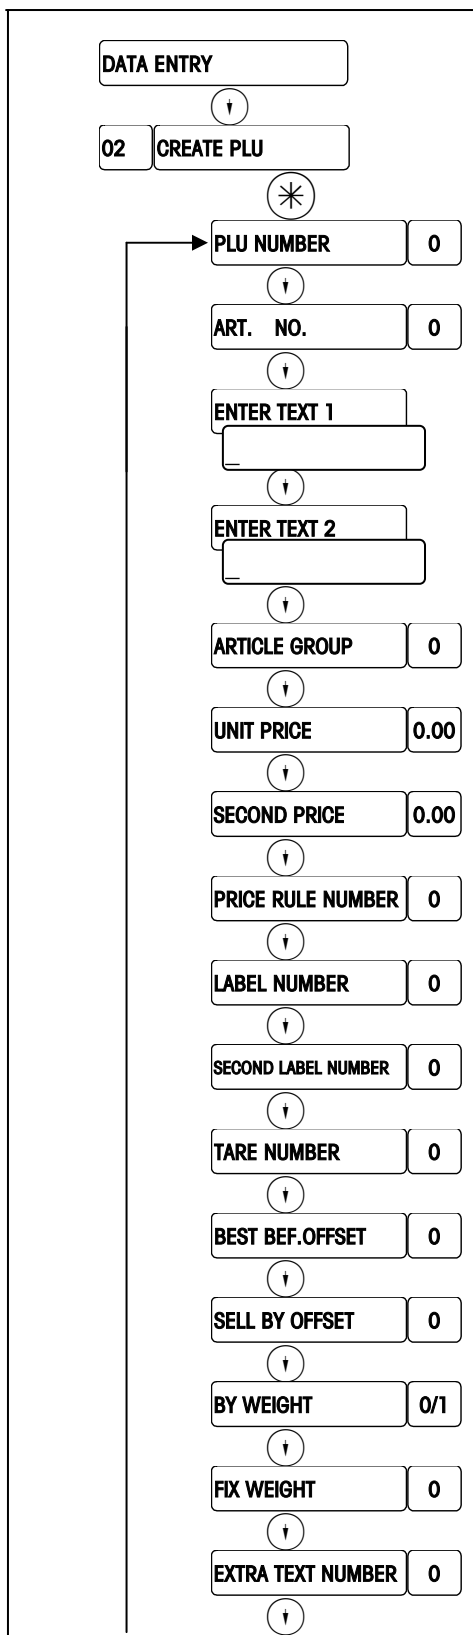 DATA ENTRY
02 CREATE PLU
PLU NUMBER 0
ART. NO. 0
ENTER TEXT 1
_
ENTER TEXT 2
_
ARTICLE GROUP 0
UNIT PRICE 0.00
SECOND PRICE 0.00
PRICE RULE NUMBER 0
LABEL NUMBER 0
SECOND LABEL NUMBER 0
TARE NUMBER 0
BEST BEF.OFFSET 0
SELL BY OFFSET 0
BY WEIGHT 0/1
FIX WEIGHT 0
EXTRA TEXT NUMBER 0